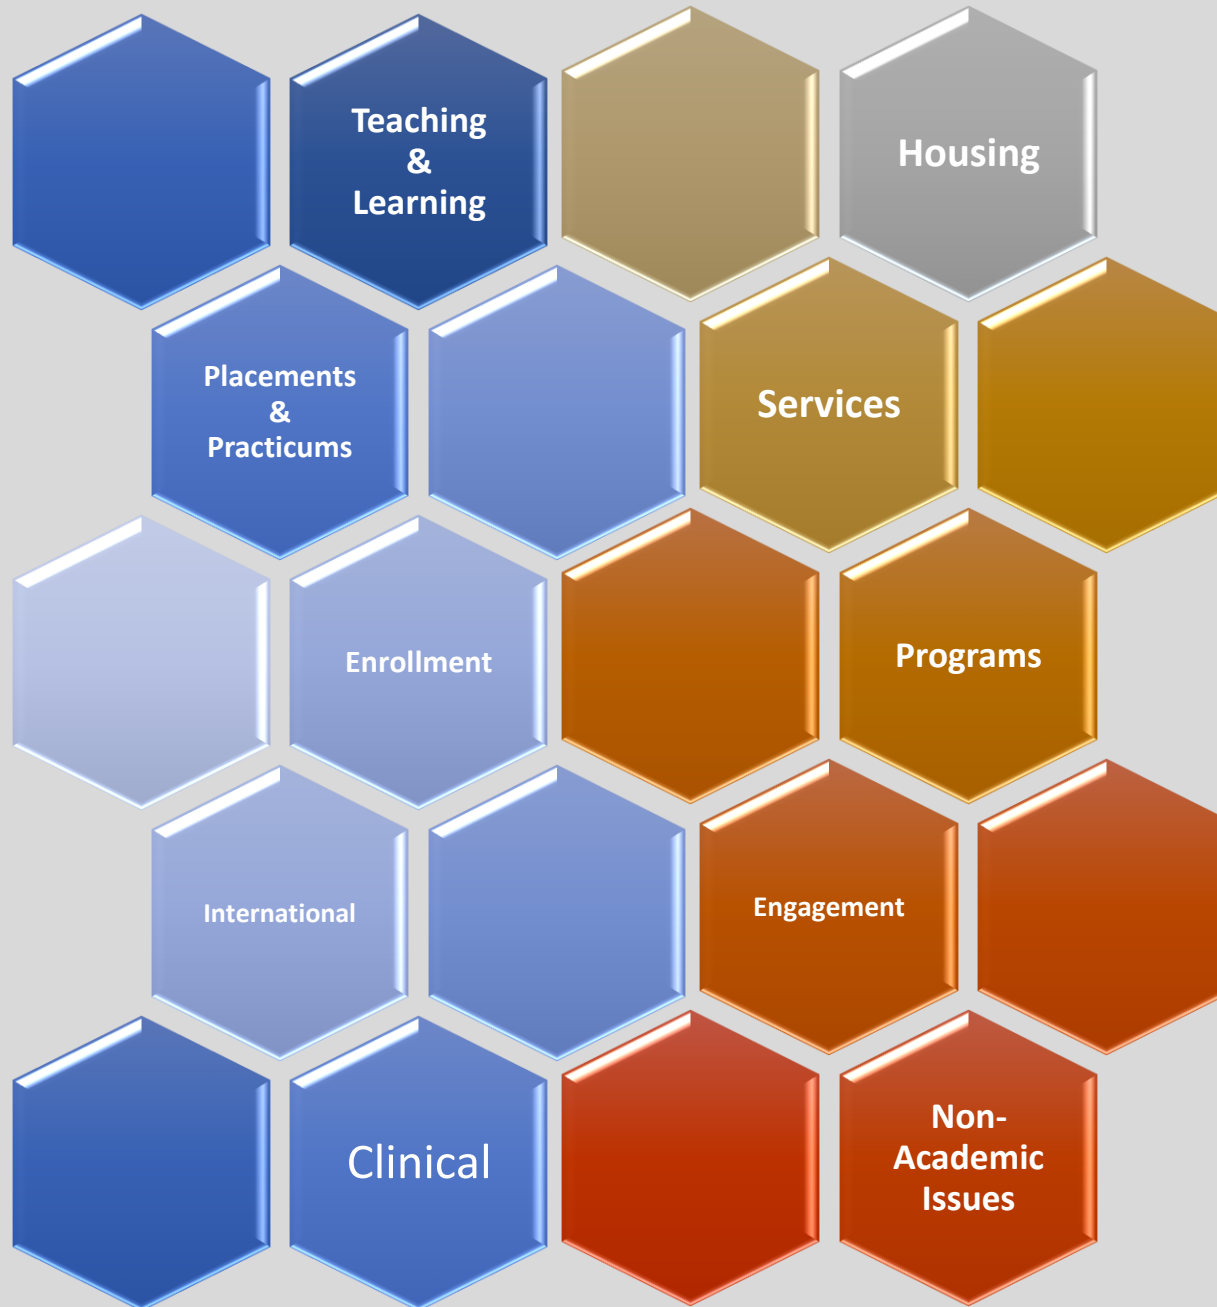 Teaching
&
Learning
Housing
Placements
&
Practicums
Services
Enrollment
Programs
International
Engagement
Clinical
Non-
Academic
Issues